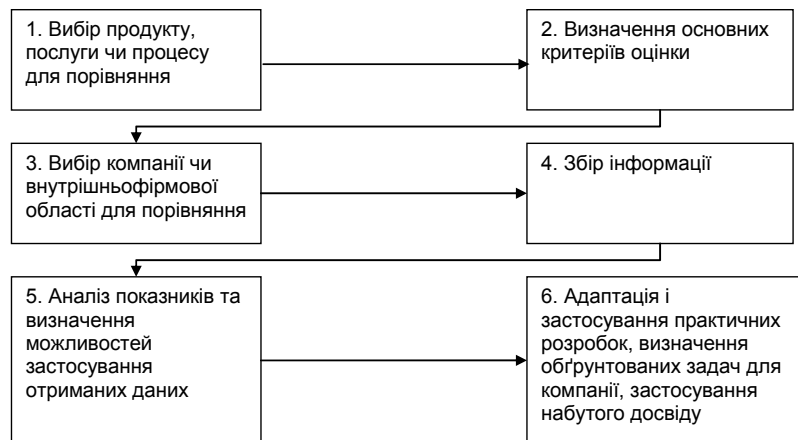 1. Вибір продукту,
послуги чи процесу
для порівняння
2. Визначення основних
критеріїв оцінки
3. Вибір компанії чи
внутрішньофірмової
області для порівняння
4. Збір інформації
5. Аналіз показників та
визначення
можливостей
застосування
отриманих даних
6. Адаптація і
застосування практичних
розробок, визначення
обґрунтованих задач для
компанії, застосування
набутого досвіду